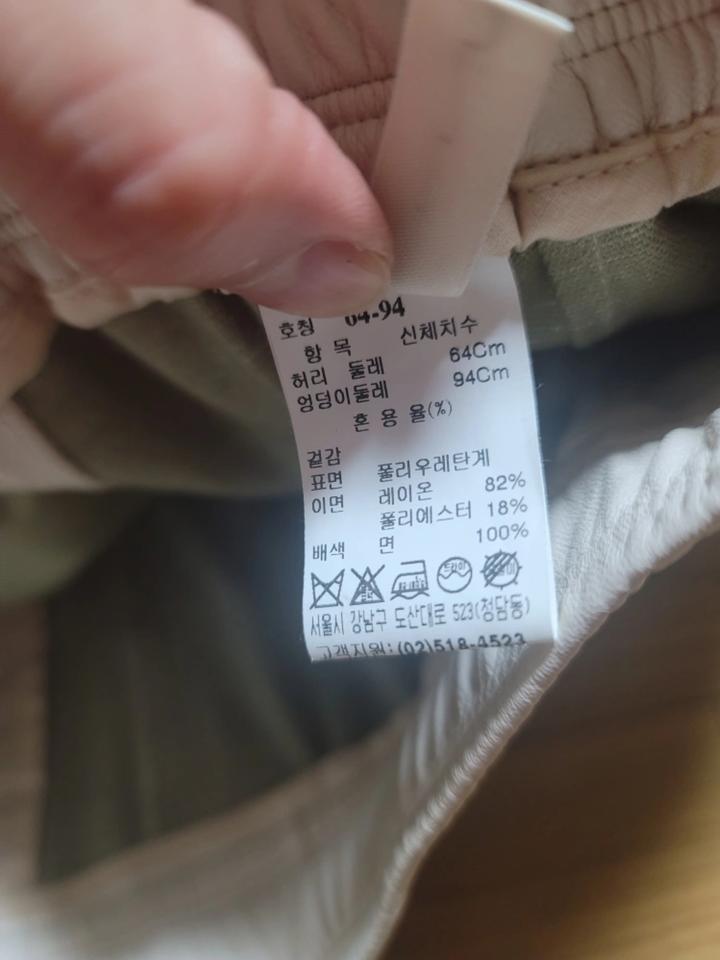 호칭 64-94
항 목 신체치수
허리 둘레 64Cm
엉덩이둘레 94Cm
혼 용 율(%)
겉감
표면 폴리우레탄계
이면 레이온 82%
폴리에스터 18%
배색 면 100%
드라이
서울시 강남구 도산대로 523(청담동)
고객지원: (02)518-4523